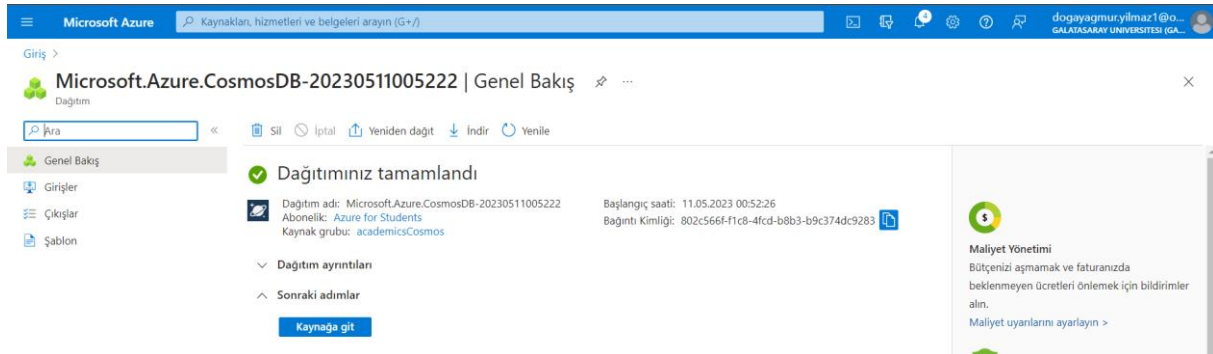 Microsoft Azure
Kaynakları, hizmetleri ve belgeleri arayın (G+/)
4
dogayagmur.yilmaz1@o...
GALATASARAY UNIVERSITESI (GA...
Giriş >
Microsoft.Azure.CosmosDB-20230511005222 | Genel Bakış
Dağıtım
Ara
Sil İptal Yeniden dağıt İndir Yenile
Genel Bakış
Girişler
Çıkışlar
Şablon
Dağıtımınız tamamlandı
Dağıtım adı: Microsoft.Azure.CosmosDB-20230511005222
Abonelik: Azure for Students
Kaynak grubu: academicsCosmos
Başlangıç saati: 11.05.2023 00:52:26
Bağıntı Kimliği: 802c566f-f1c8-4fcd-b8b3-b9c374dc9283
Dağıtım ayrıntıları
Sonraki adımlar
Kaynağa git
Maliyet Yönetimi
Bütçenizi aşmamak ve faturanızda
beklenmeyen ücretleri önlemek için bildirimler
alın.
Maliyet uyarılarını ayarlayın >